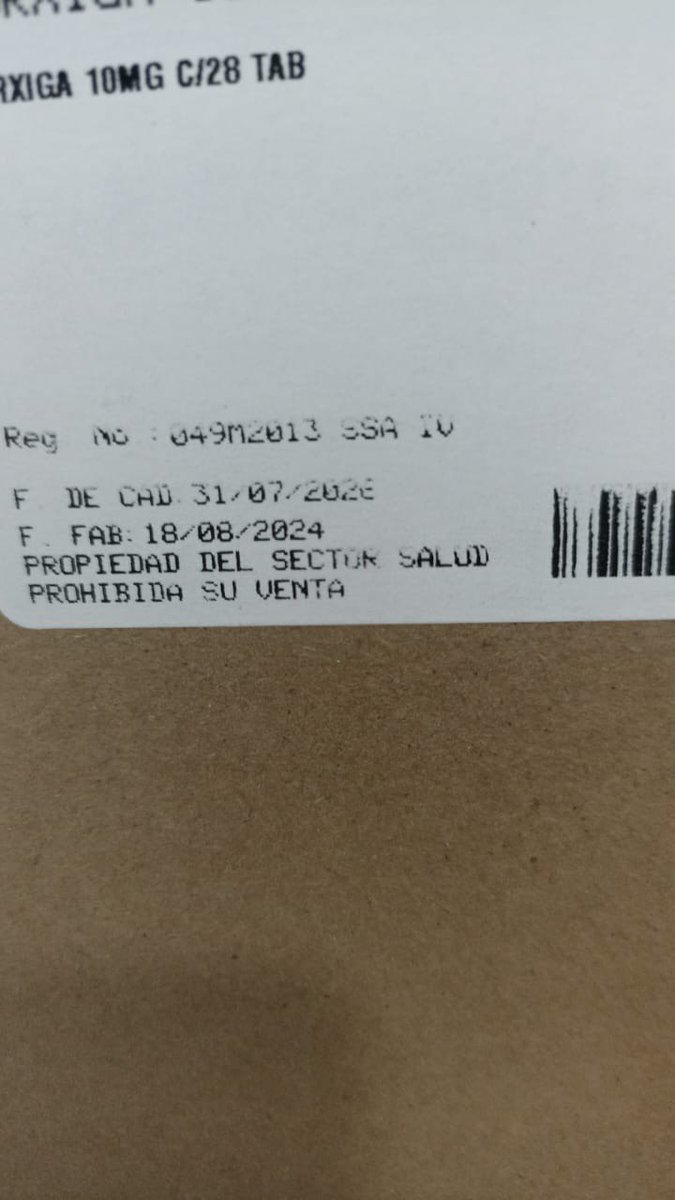 RXIGA 10MG C/28 TAB
Reg No : 049M2013 SSA IV
F. DE CAD. 
F. FAB: 18/08/2024
PROPIEDAD DEL SECTOR SALUD
PROHIBIDA SU VENTA